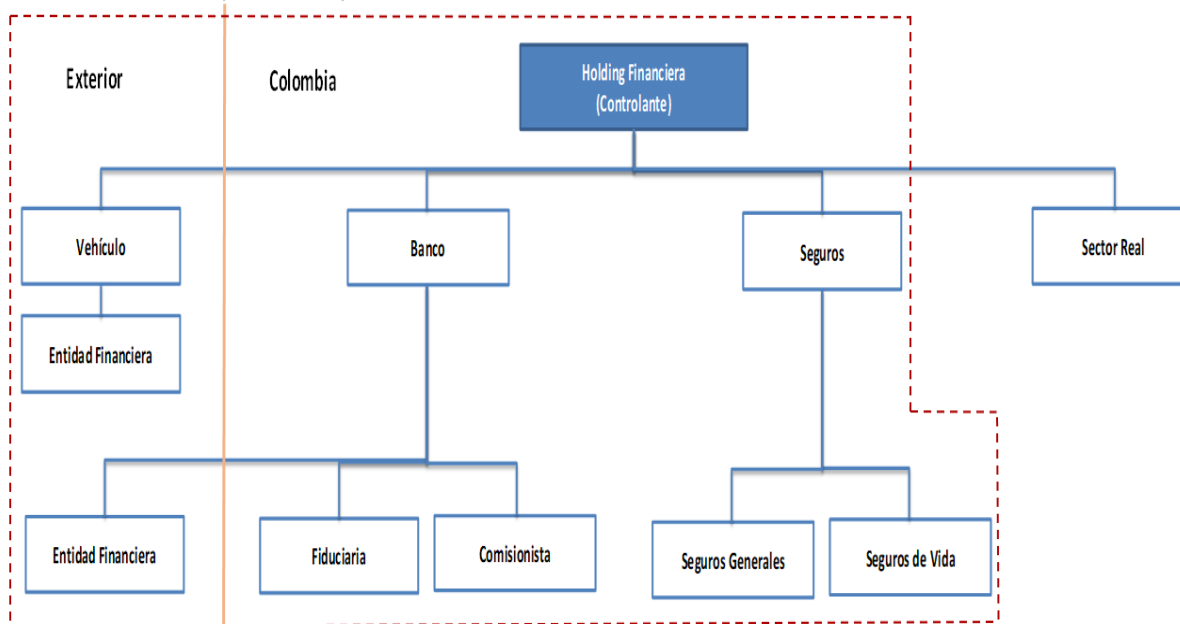 Exterior
Colombia
Holding Financiera
(Controlante)
Vehículo
Banco
Seguros
Sector Real
Entidad Financiera
Entidad Financiera
Fiduciaria
Comisionista
Seguros Generales
Seguros de Vida